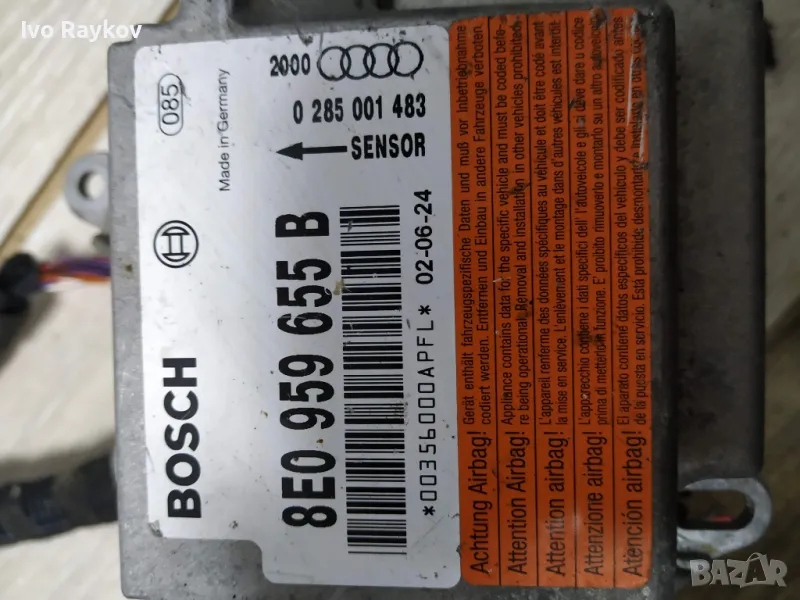 Ivo Raykov
085
Made in Germany
2000
0 285 001 483
SENSOR
BOSCH
8E0 959 655 B
*00356000APFL* 02-06-24
Achtung Airbag! Gerät enthält fahrzeugspezifische Daten und muß vor Inbetriebnahme
codiert werden. Entfernen und Einbau in andere Fahrzeuge verboten
Attention Airbag! Appliance contains data for the specific vehicle and must be coded befo-
re being operational. Removal and installation in other vehicles prohibited.
Attention airbag! L'appareil renferme des données spécifiques au véhicule et doit être codé avant
la mise en service. L'enlèvement et le montage dans d'autres véhicules est interdit
Attenzione airbag! L'apparecchio contiene i dati specifici dell' autoveicolo e gli si deve dare u codice
prima di metterloin funzione. E' proibito rimuoverlo e montarlo su un altro autoveicolo.
Atención airbag! El aparato contiene datos específicos del vehículo y debe ser codificado antes
de la puesta en servicio. Está prohibido desmontarlo e instalarlo en otros
BAZAR
bg